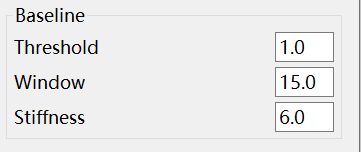 Baseline
Threshold 1.0
Window 15.0
Stiffness 6.0